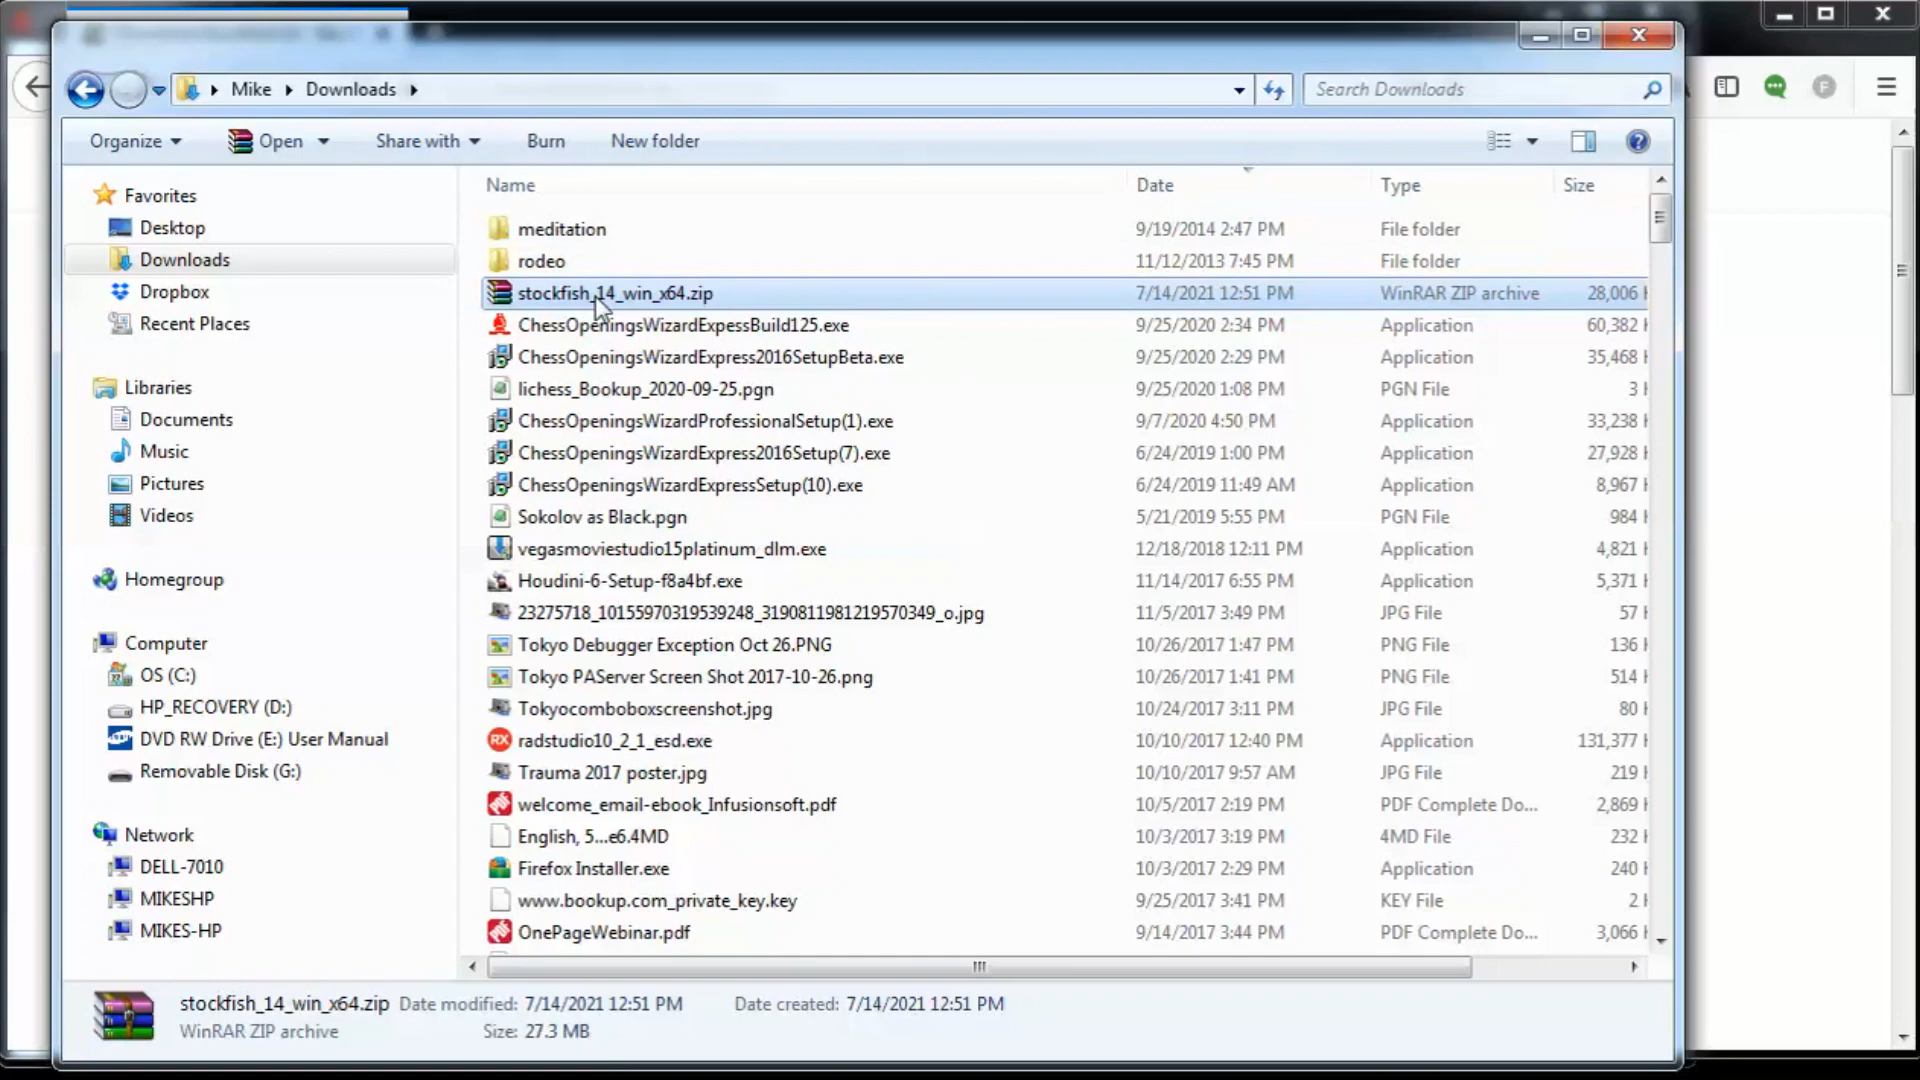 Mike Downloads Search Downloads
Organize Open Share with Burn New folder
Favorites
Desktop
Downloads
Dropbox
Recent Places
Libraries
Documents
Music
Pictures
Videos
Homegroup
Computer
OS (C:)
HP_RECOVERY (D:)
DVD RW Drive (E:) User Manual
Removable Disk (G:)
Network
DELL-7010
MIKESHP
MIKES-HP
Name Date Type Size
meditation 9/19/2014 2:47 PM File folder
rodeo 11/12/2013 7:45 PM File folder
stockfish_14_win_x64.zip 7/14/2021 12:51 PM WinRAR ZIP archive 28,006
ChessOpeningsWizardExpessBuild125.exe 9/25/2020 2:34 PM Application 60,382
ChessOpeningsWizardExpress2016SetupBeta.exe 9/25/2020 2:29 PM Application 35,468
lichess_Bookup_2020-09-25.pgn 9/25/2020 1:08 PM PGN File 3
ChessOpeningsWizardProfessionalSetup(1).exe 9/7/2020 4:50 PM Application 33,238
ChessOpeningsWizardExpress2016Setup(7).exe 6/24/2019 1:00 PM Application 27,928
ChessOpeningsWizardExpressSetup(10).exe 6/24/2019 11:49 AM Application 8,967
Sokolov as Black.pgn 5/21/2019 5:55 PM PGN File 984
vegasmoviestudio15platinum_dlm.exe 12/18/2018 12:11 PM Application 4,821
Houdini-6-Setup-f8a4bf.exe 11/14/2017 6:55 PM Application 5,371
23275718_10155970319539248_3190811981219570349_o.jpg 11/5/2017 3:49 PM JPG File 57
Tokyo Debugger Exception Oct 26.PNG 10/26/2017 1:47 PM PNG File 136
Tokyo PAServer Screen Shot 2017-10-26.png 10/26/2017 1:41 PM PNG File 514
Tokyocomboboxscreenshot.jpg 10/24/2017 3:11 PM JPG File 80
radstudio10_2_1_esd.exe 10/10/2017 12:40 PM Application 131,377
Trauma 2017 poster.jpg 10/10/2017 9:57 AM JPG File 219
welcome_email-ebook_Infusionsoft.pdf 10/5/2017 2:19 PM PDF Complete Do... 2,869
English, 5...e6.4MD 10/3/2017 3:19 PM 4MD File 232
Firefox Installer.exe 10/3/2017 2:29 PM Application 240
www.bookup.com_private_key.key 9/25/2017 3:41 PM KEY File 2
OnePageWebinar.pdf 9/14/2017 3:44 PM PDF Complete Do... 3,066
stockfish_14_win_x64.zip Date modified: 7/14/2021 12:51 PM Date created: 7/14/2021 12:51 PM
WinRAR ZIP archive Size: 27.3 MB